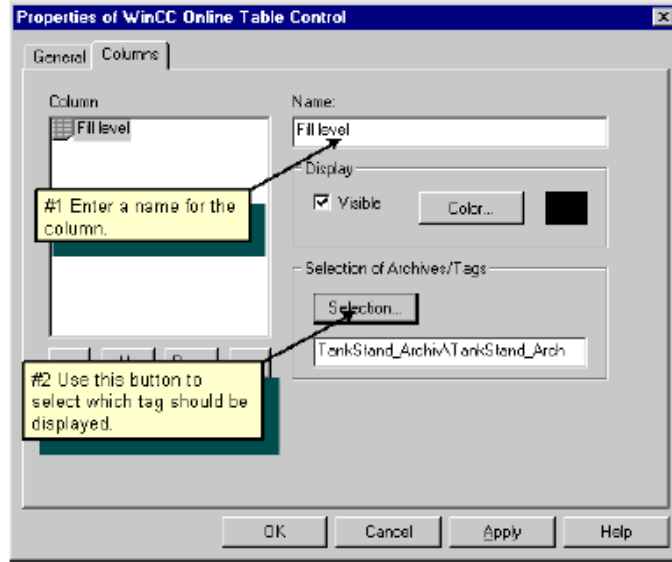 Properties of WinCC Online Table Control
General Columns
Column
Name:
Fill level
Fill level
Display
Visible
Color...
#1 Enter a name for the
column.
Selection of Archives/Tags
Selection...
TankStand_Archiv\TankStand_Arch
#2 Use this button to
select which tag should be
displayed.
OK Cancel Apply Help